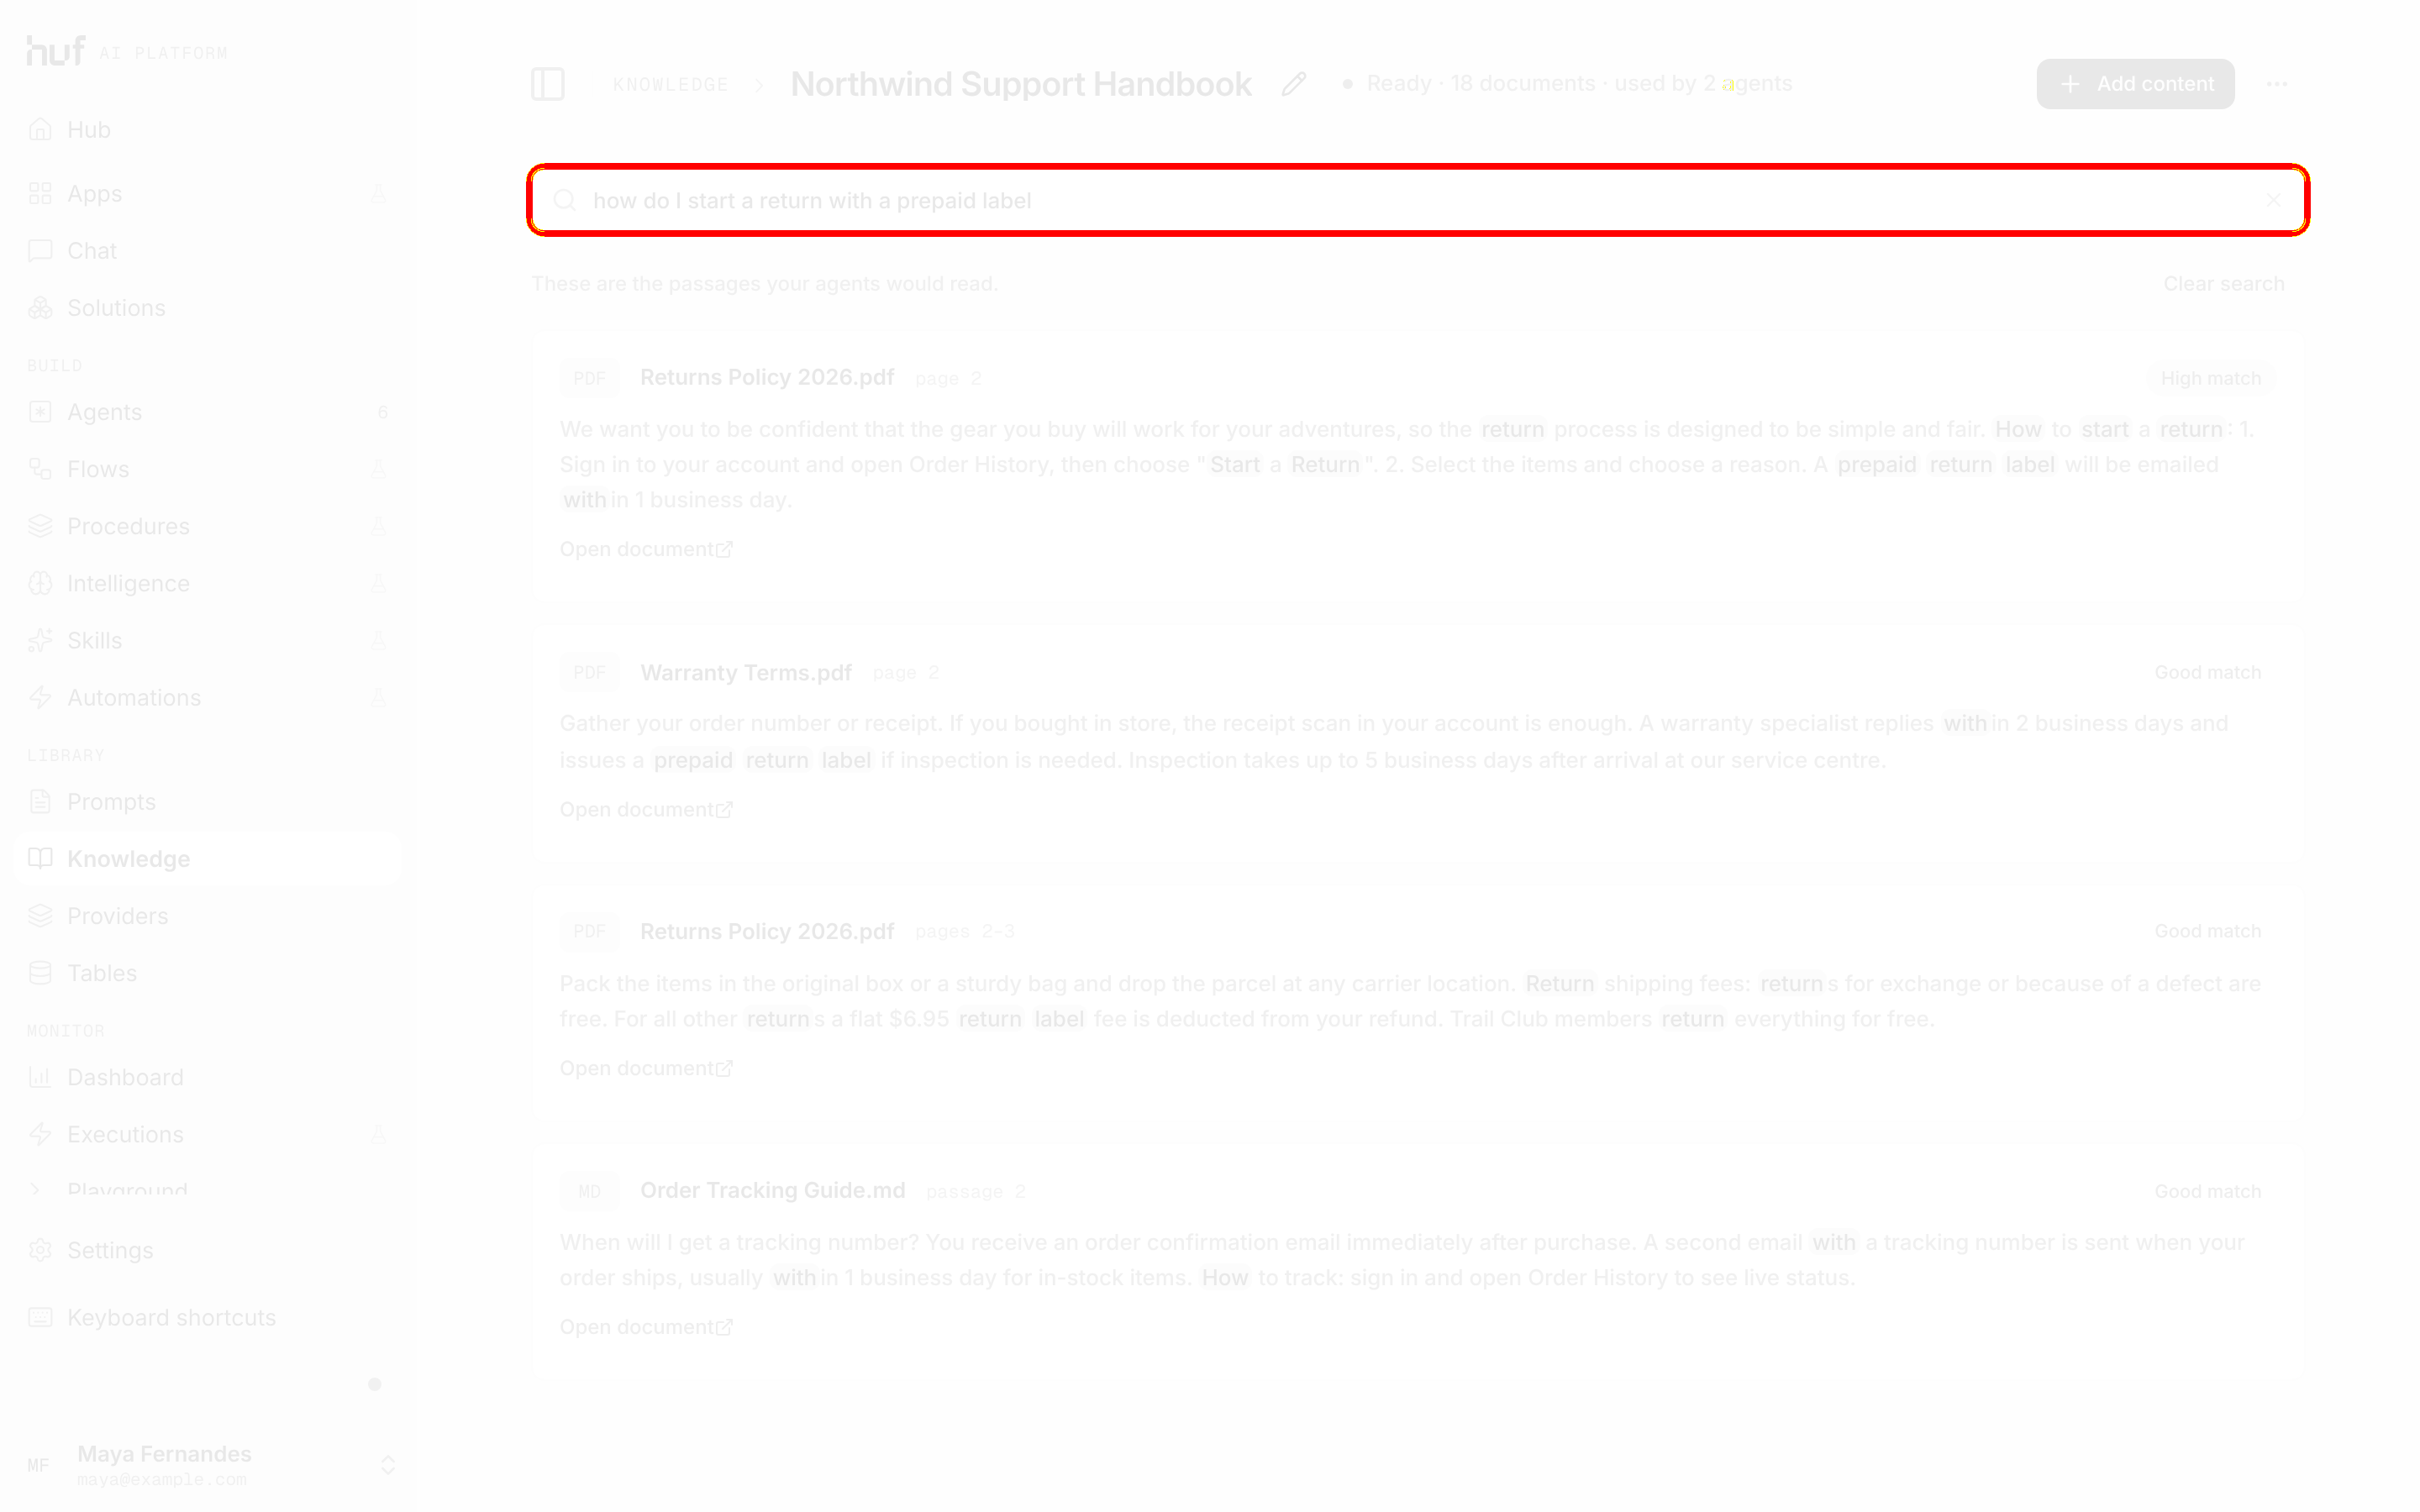 huf AI PLATFORM
Hub
Apps
Chat
Solutions
BUILD
Agents 6
Flows
Procedures
Intelligence
Skills
Automations
LIBRARY
Prompts
Knowledge
Providers
Tables
MONITOR
Dashboard
Executions
Playground
Settings
Keyboard shortcuts
MF Maya Fernandes
maya@example.com
KNOWLEDGE > Northwind Support Handbook Ready · 18 documents · used by 2 agents + Add content ...
how do I start a return with a prepaid label
These are the passages your agents would read. Clear search
PDF Returns Policy 2026.pdf page 2 High match
We want you to be confident that the gear you buy will work for your adventures, so the return process is designed to be simple and fair. How to start a return: 1.
Sign in to your account and open Order History, then choose "Start a Return". 2. Select the items and choose a reason. A prepaid return label will be emailed
within 1 business day.
Open document
PDF Warranty Terms.pdf page 2 Good match
Gather your order number or receipt. If you bought in store, the receipt scan in your account is enough. A warranty specialist replies within 2 business days and
issues a prepaid return label if inspection is needed. Inspection takes up to 5 business days after arrival at our service centre.
Open document
PDF Returns Policy 2026.pdf pages 2-3 Good match
Pack the items in the original box or a sturdy bag and drop the parcel at any carrier location. Return shipping fees: returns for exchange or because of a defect are
free. For all other returns a flat $6.95 return label fee is deducted from your refund. Trail Club members return everything for free.
Open document
MD Order Tracking Guide.md passage 2 Good match
When will I get a tracking number? You receive an order confirmation email immediately after purchase. A second email with a tracking number is sent when your
order ships, usually within 1 business day for in-stock items. How to track: sign in and open Order History to see live status.
Open document